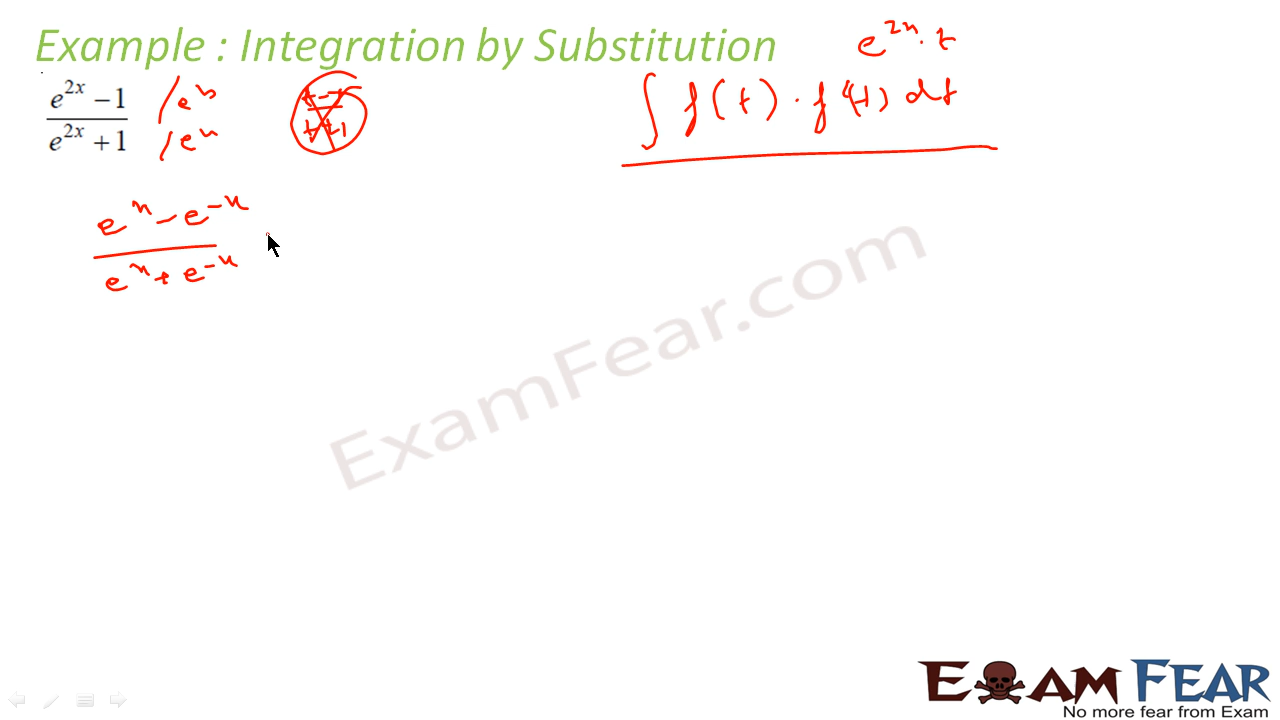 Example : Integration by Substitution
e^{2x} · t
e^{2x} − 1 / e^x
e^{2x} + 1 / e^x
∫ f(t) · f'(t) dt
e^x − e^{−x}
e^x + e^{−x}
ExamFear.com
EXAM FEAR
No more fear from Exam